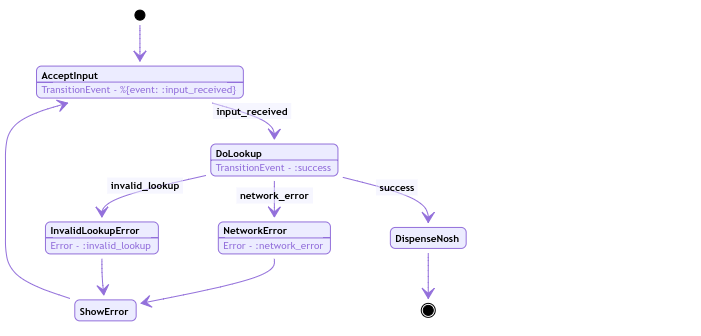 AcceptInput
TransitionEvent - %{event: :input_received}
input_received
DoLookup
TransitionEvent - :success
invalid_lookup
network_error
success
InvalidLookupError
Error - :invalid_lookup
NetworkError
Error - :network_error
DispenseNosh
ShowError